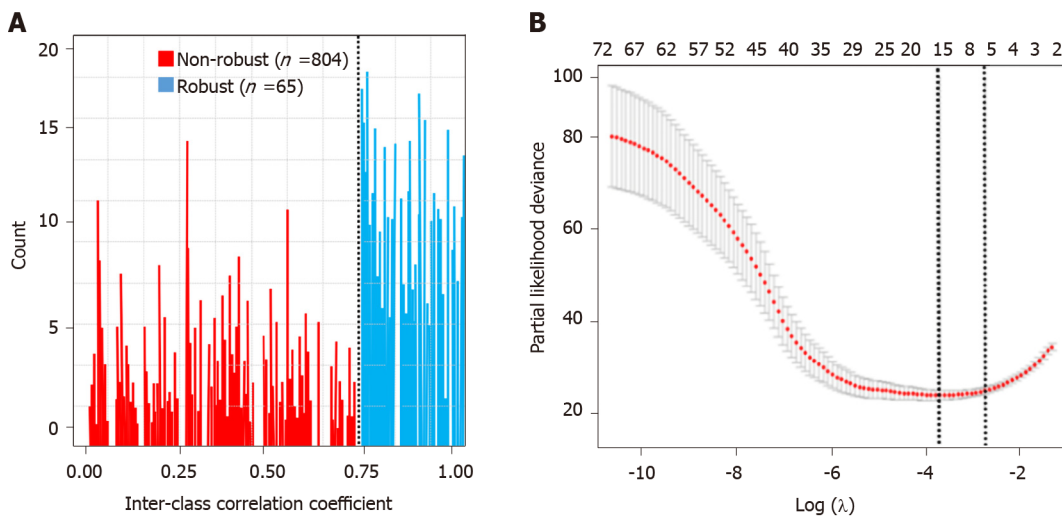 A
Count
20
15
10
5
0
Non-robust (n =804)
Robust (n =65)
0.00 0.25 0.50 0.75 1.00
Inter-class correlation coefficient
B
72 67 62 57 52 45 40 35 29 25 20 15 8 5 4 3 2
Partial likelihood deviance
100
80
60
40
20
-10 -8 -6 -4 -2
Log (λ)